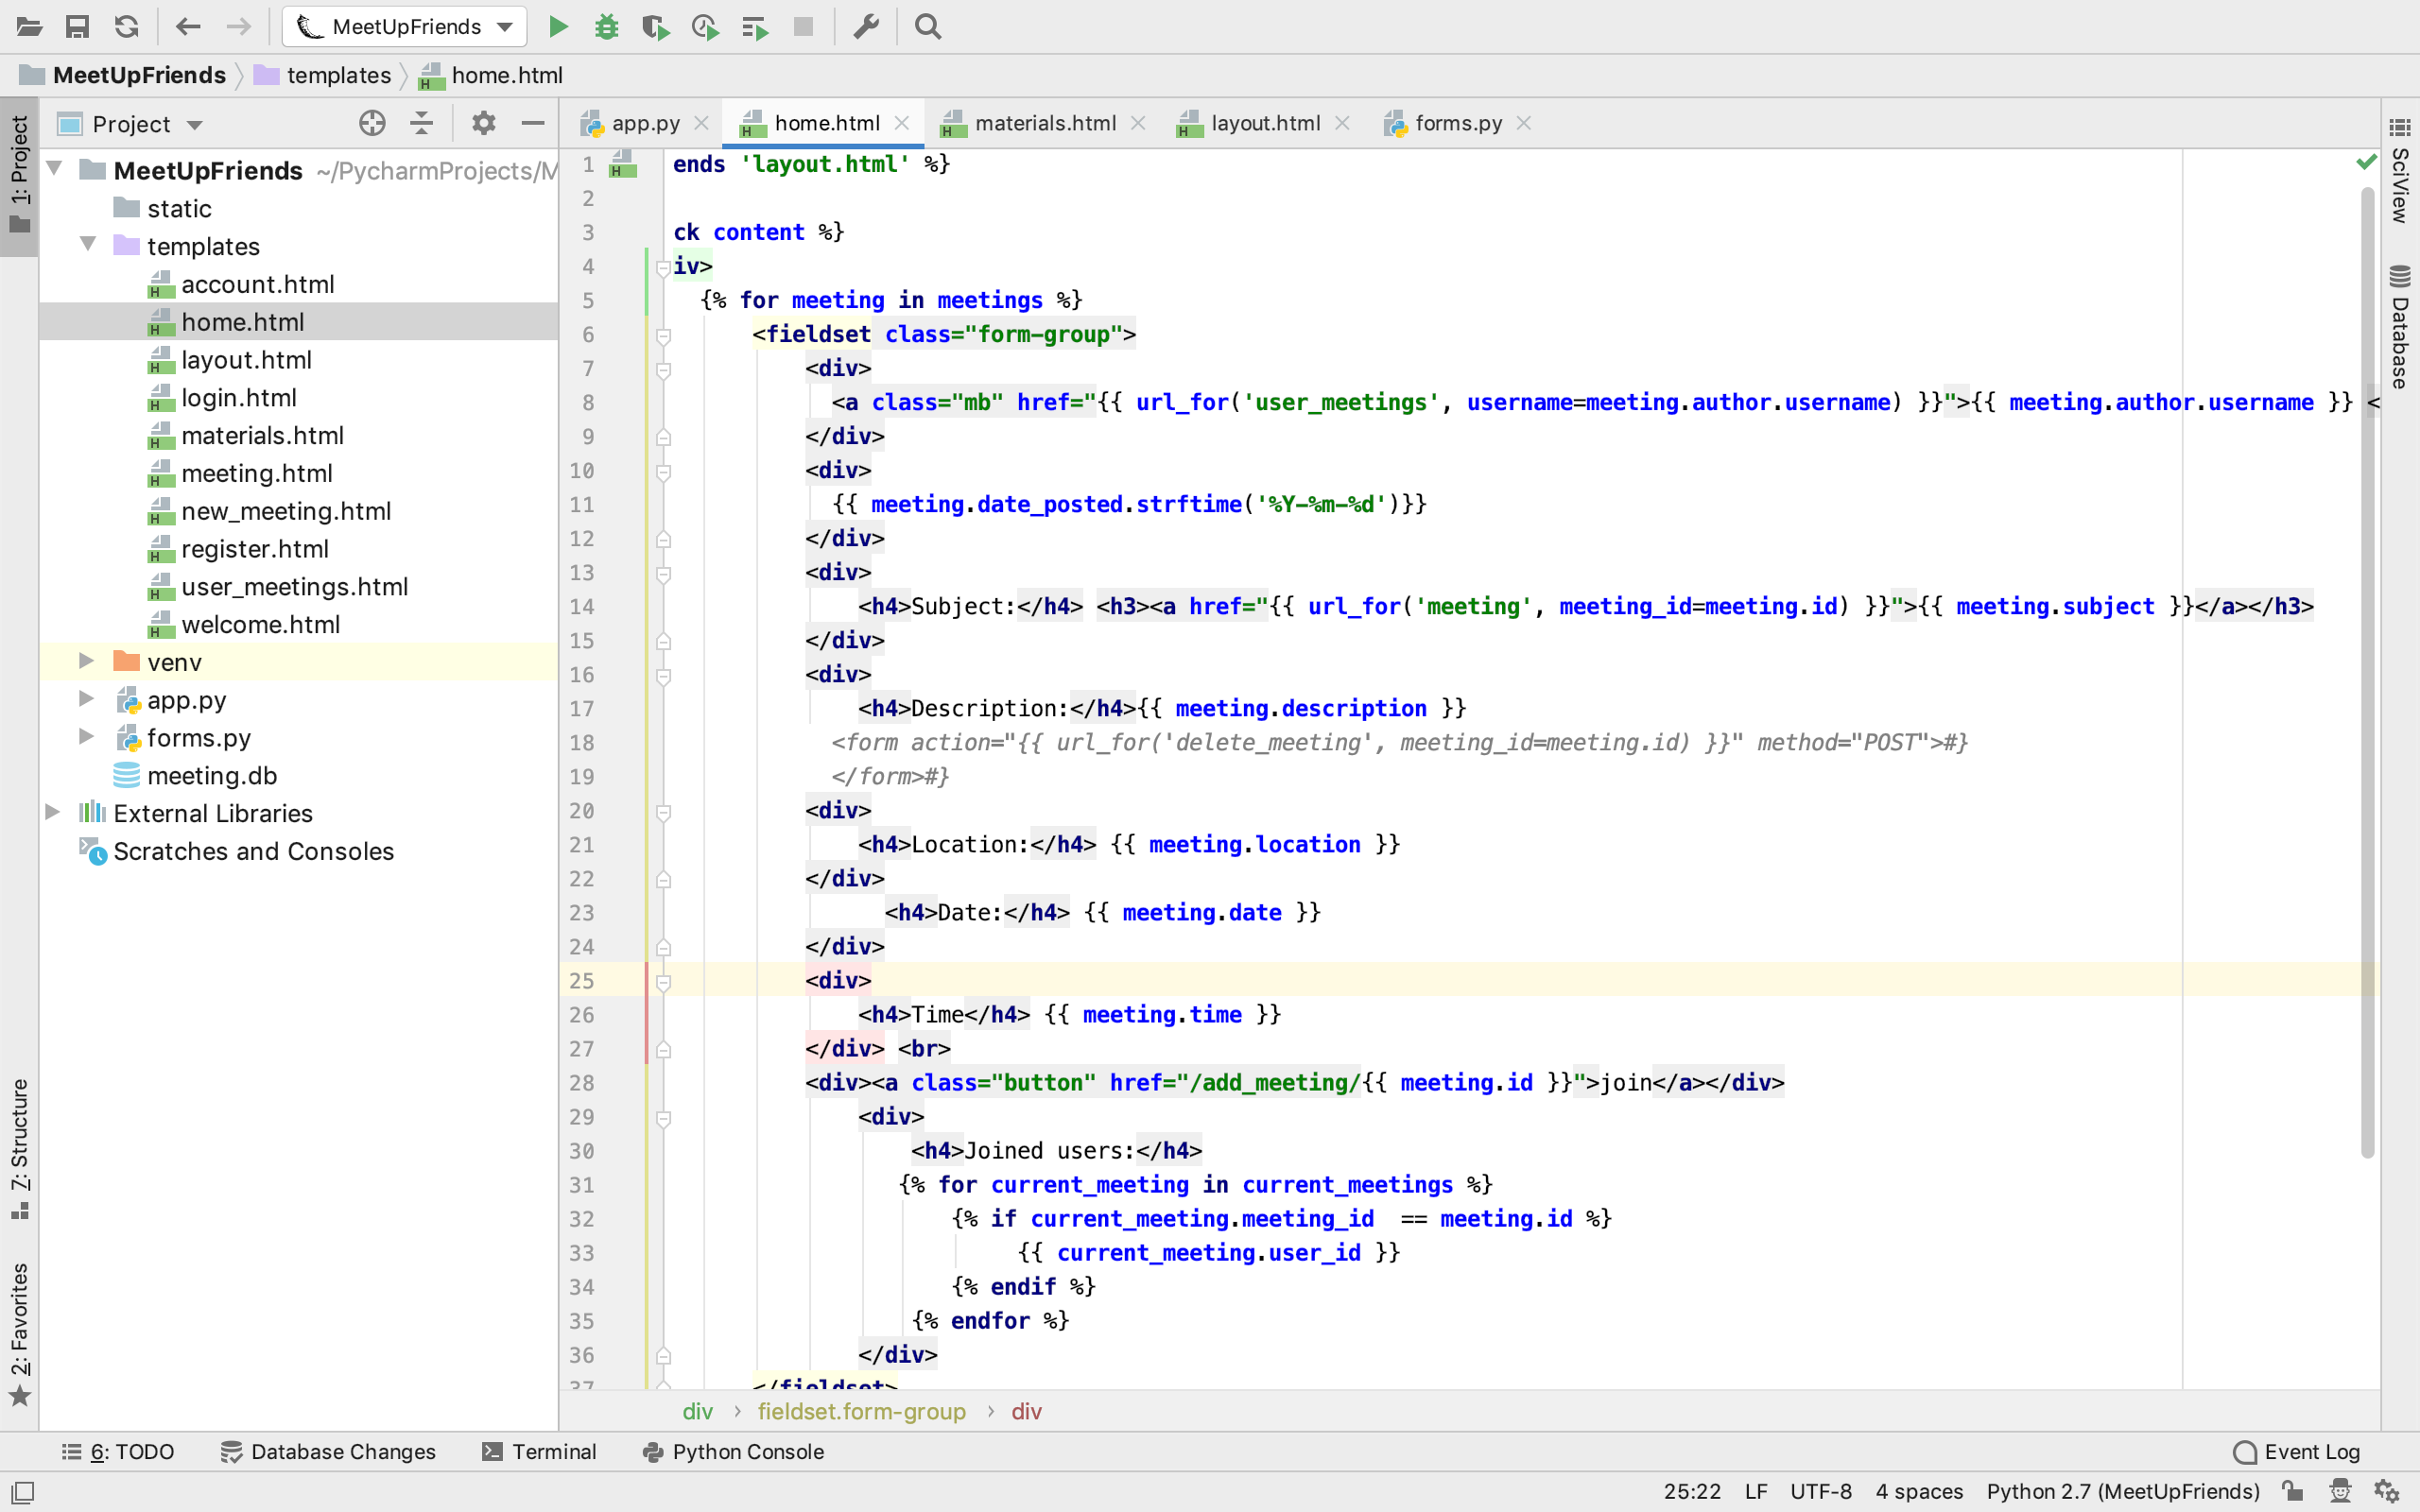 MeetUpFriends
MeetUpFriends templates home.html
1: Project
Project
MeetUpFriends ~/PycharmProjects/M
static
templates
account.html
home.html
layout.html
login.html
materials.html
meeting.html
new_meeting.html
register.html
user_meetings.html
welcome.html
venv
app.py
forms.py
meeting.db
External Libraries
Scratches and Consoles
7: Structure
2: Favorites
app.py home.html materials.html layout.html forms.py
1 ends 'layout.html' %}
2
3 ck content %}
4 iv>
5 {% for meeting in meetings %}
6 <fieldset class="form-group">
7 <div>
8 <a class="mb" href="{{ url_for('user_meetings', username=meeting.author.username) }}">{{ meeting.author.username }} <
9 </div>
10 <div>
11 {{ meeting.date_posted.strftime('%Y-%m-%d')}}
12 </div>
13 <div>
14 <h4>Subject:</h4> <h3><a href="{{ url_for('meeting', meeting_id=meeting.id) }}">{{ meeting.subject }}</a></h3>
15 </div>
16 <div>
17 <h4>Description:</h4>{{ meeting.description }}
18 <form action="{{ url_for('delete_meeting', meeting_id=meeting.id) }}" method="POST">#}
19 </form>#}
20 <div>
21 <h4>Location:</h4> {{ meeting.location }}
22 </div>
23 <h4>Date:</h4> {{ meeting.date }}
24 </div>
25 <div>
26 <h4>Time</h4> {{ meeting.time }}
27 </div> <br>
28 <div><a class="button" href="/add_meeting/{{ meeting.id }}">join</a></div>
29 <div>
30 <h4>Joined users:</h4>
31 {% for current_meeting in current_meetings %}
32 {% if current_meeting.meeting_id  == meeting.id %}
33 {{ current_meeting.user_id }}
34 {% endif %}
35 {% endfor %}
36 </div>
37 </fieldset>
div › fieldset.form-group › div
SciView
Database
6: TODO Database Changes Terminal Python Console Event Log
25:22 LF UTF-8 4 spaces Python 2.7 (MeetUpFriends)